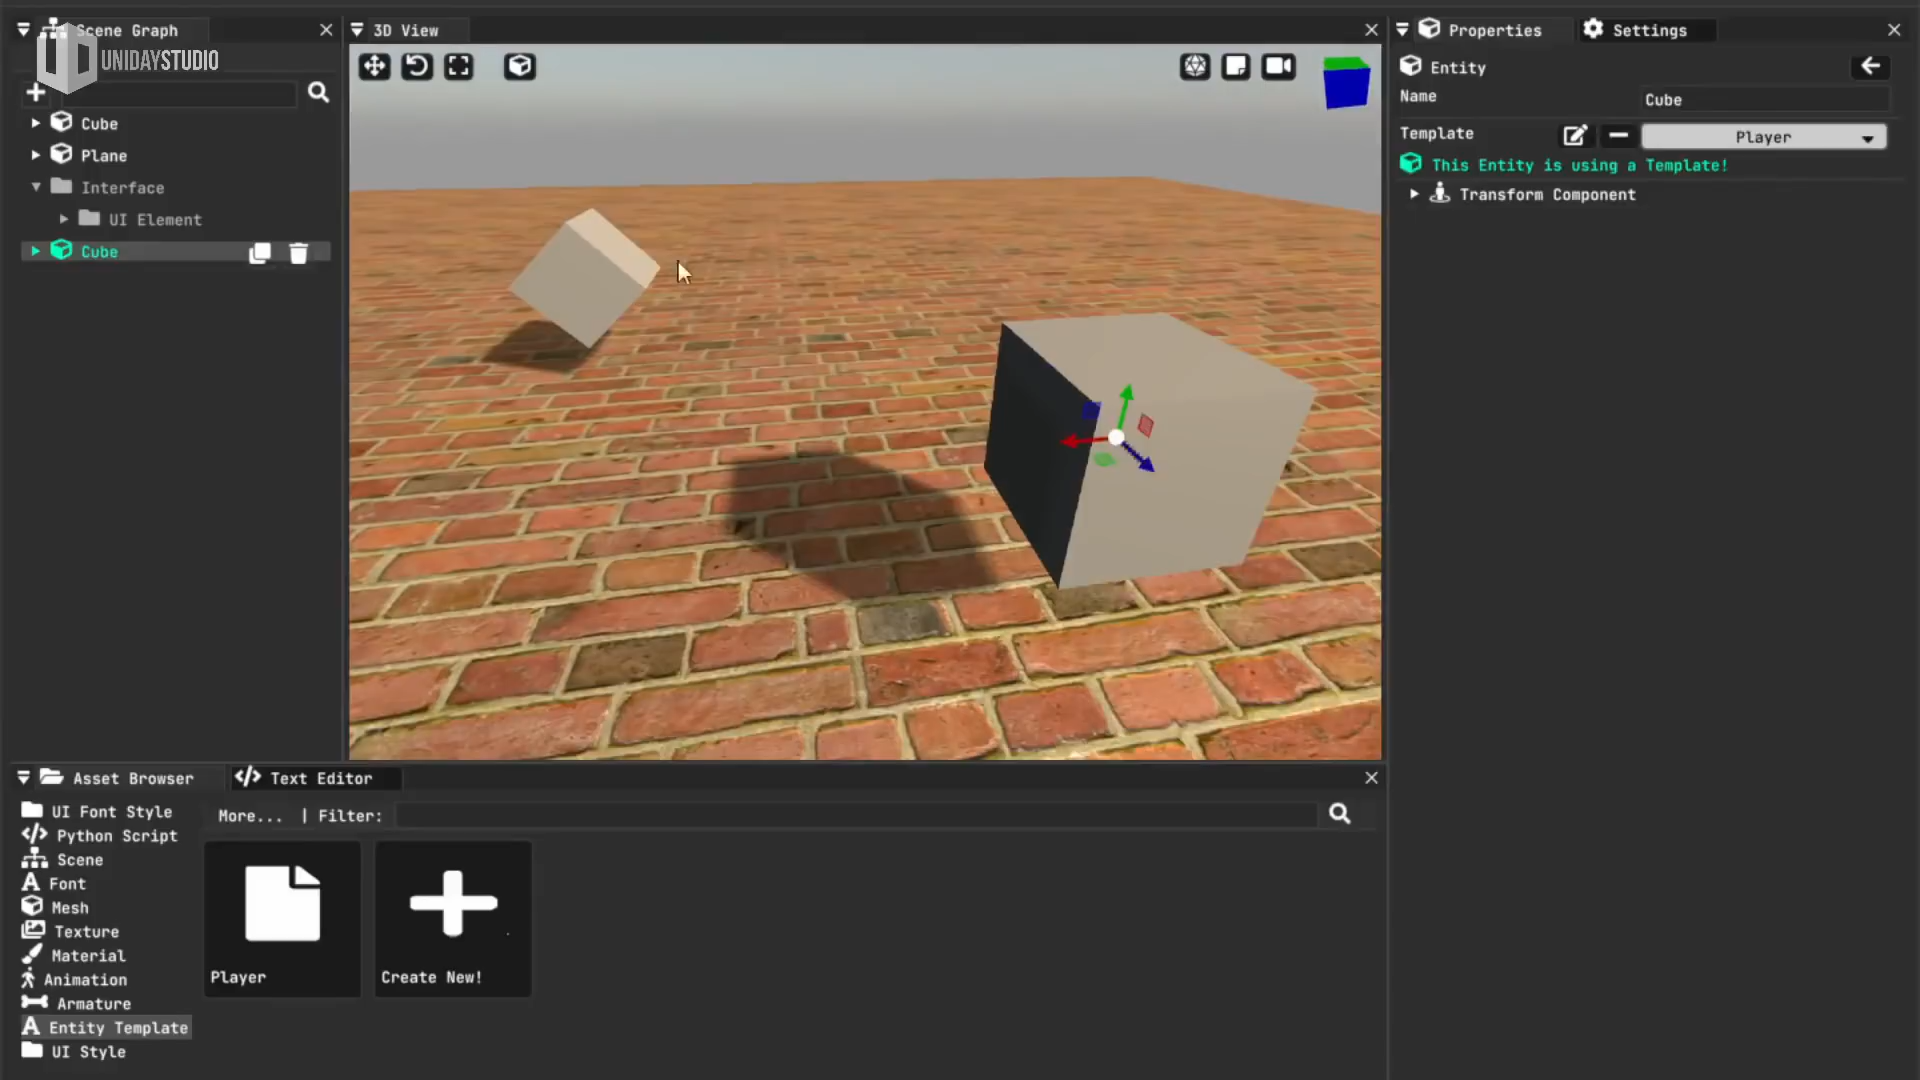 Scene Graph
UNIDAYSTUDIO
Cube
Plane
Interface
UI Element
Cube
3D View
Properties
Settings
Entity
Name
Cube
Template
Player
This Entity is using a Template!
Transform Component
Asset Browser
Text Editor
UI Font Style
Python Script
Scene
Font
Mesh
Texture
Material
Animation
Armature
Entity Template
UI Style
More... | Filter:
Player
Create New!